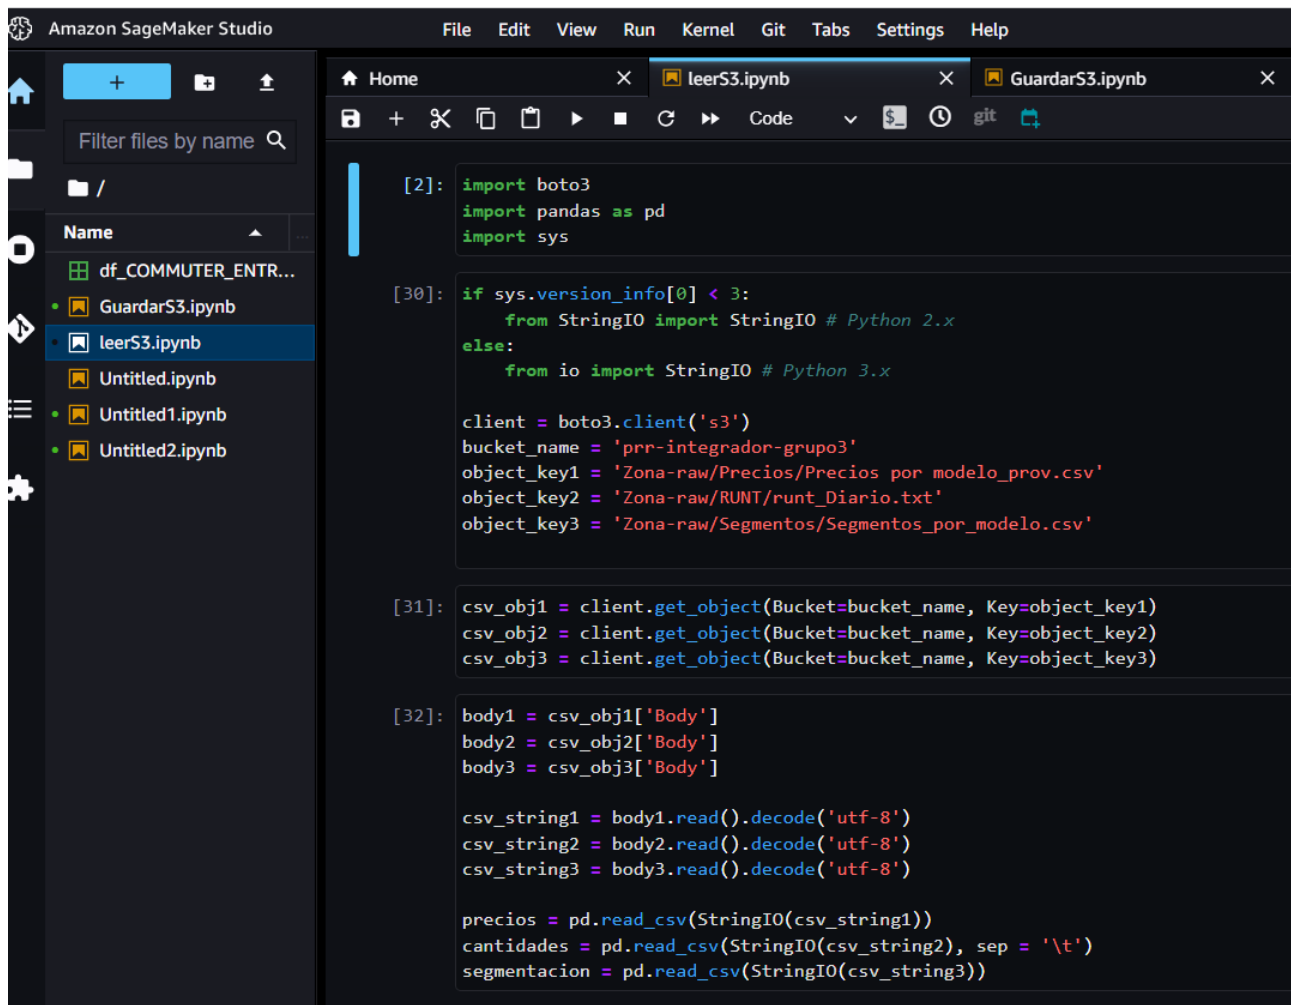 Amazon SageMaker Studio
File Edit View Run Kernel Git Tabs Settings Help
+
Filter files by name
/
Name
...
df_COMMUTER_ENTR...
GuardarS3.ipynb
leerS3.ipynb
Untitled.ipynb
Untitled1.ipynb
Untitled2.ipynb
Home × leerS3.ipynb × GuardarS3.ipynb ×
+ Code $_ git
[2]: import boto3
import pandas as pd
import sys
[30]: if sys.version_info[0] < 3:
    from StringIO import StringIO # Python 2.x
else:
    from io import StringIO # Python 3.x
client = boto3.client('s3')
bucket_name = 'prr-integrador-grupo3'
object_key1 = 'Zona-raw/Precios/Precios por modelo_prov.csv'
object_key2 = 'Zona-raw/RUNT/runt_Diario.txt'
object_key3 = 'Zona-raw/Segmentos/Segmentos_por_modelo.csv'
[31]: csv_obj1 = client.get_object(Bucket=bucket_name, Key=object_key1)
csv_obj2 = client.get_object(Bucket=bucket_name, Key=object_key2)
csv_obj3 = client.get_object(Bucket=bucket_name, Key=object_key3)
[32]: body1 = csv_obj1['Body']
body2 = csv_obj2['Body']
body3 = csv_obj3['Body']
csv_string1 = body1.read().decode('utf-8')
csv_string2 = body2.read().decode('utf-8')
csv_string3 = body3.read().decode('utf-8')
precios = pd.read_csv(StringIO(csv_string1))
cantidades = pd.read_csv(StringIO(csv_string2), sep = '\t')
segmentacion = pd.read_csv(StringIO(csv_string3))